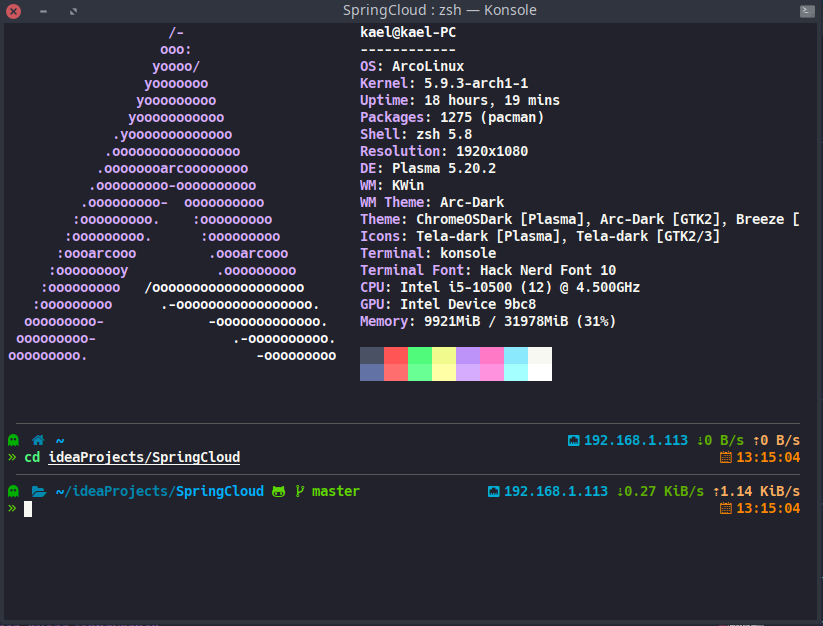 SpringCloud : zsh — Konsole
/-
ooo:
yoooo/
yooooooo
yooooooooo
yooooooooooo
.yooooooooooooo
.oooooooooooooooo
.oooooooarcoooooooo
.ooooooooo-oooooooooo
.ooooooooo-  oooooooooo
:ooooooooo.    :ooooooooo
:ooooooooo.      :ooooooooo
:oooarcooo         .oooarcooo
:ooooooooy           .ooooooooo
:ooooooooo   /ooooooooooooooooooo
:ooooooooo      .-ooooooooooooooooo.
ooooooooo-             -ooooooooooooo.
ooooooooo-                 .-oooooooooo.
ooooooooo.                     -ooooooooo
kael@kael-PC
------------
OS: ArcoLinux
Kernel: 5.9.3-arch1-1
Uptime: 18 hours, 19 mins
Packages: 1275 (pacman)
Shell: zsh 5.8
Resolution: 1920x1080
DE: Plasma 5.20.2
WM: KWin
WM Theme: Arc-Dark
Theme: ChromeOSDark [Plasma], Arc-Dark [GTK2], Breeze [
Icons: Tela-dark [Plasma], Tela-dark [GTK2/3]
Terminal: konsole
Terminal Font: Hack Nerd Font 10
CPU: Intel i5-10500 (12) @ 4.500GHz
GPU: Intel Device 9bc8
Memory: 9921MiB / 31978MiB (31%)
~ 192.168.1.113 ↓0 B/s ↑0 B/s
» cd ideaProjects/SpringCloud 13:15:04
~/ideaProjects/SpringCloud master 192.168.1.113 ↓0.27 KiB/s ↑1.14 KiB/s
» 13:15:04